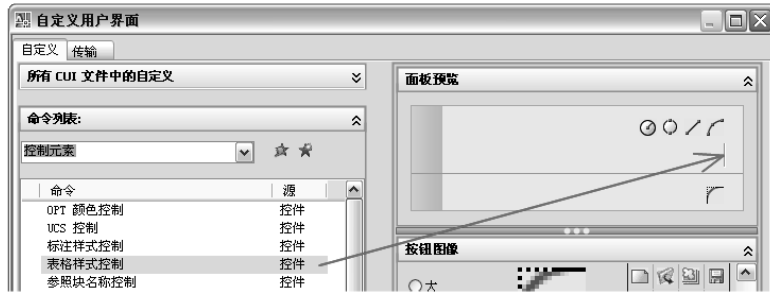 自定义用户界面
自定义 传输
所有 CUI 文件中的自定义
面板预览
命令列表:
控制元素
命令 源
OPT 颜色控制 控件
UCS 控制 控件
标注样式控制 控件
按钮图像
表格样式控制 控件
大
参照块名称控制 控件